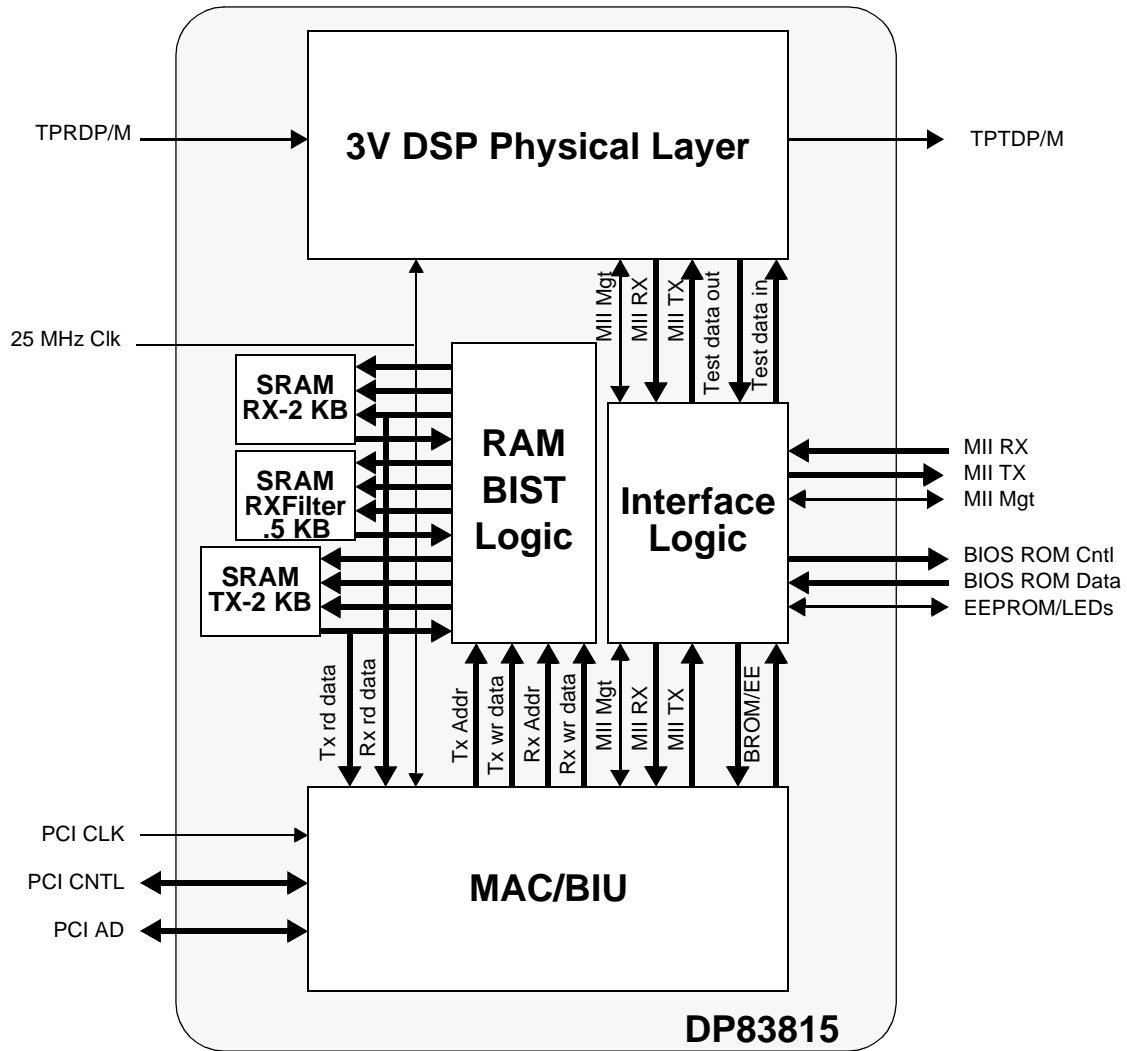 3V DSP Physical Layer
TPRDP/M
TPTDP/M
MII Mgt
MII RX
MII TX
Test data out
Test data in
25 MHz Clk
SRAM
RX-2 KB
SRAM
RXFilter
.5 KB
SRAM
TX-2 KB
RAM
BIST
Logic
Interface
Logic
MII RX
MII TX
MII Mgt
BIOS ROM Cntl
BIOS ROM Data
EEPROM/LEDs
Tx rd data
Rx rd data
Tx Addr
Tx wr data
Rx Addr
Rx wr data
MII Mgt
MII RX
MII TX
BROM/EE
PCI CLK
PCI CNTL
PCI AD
MAC/BIU
DP83815